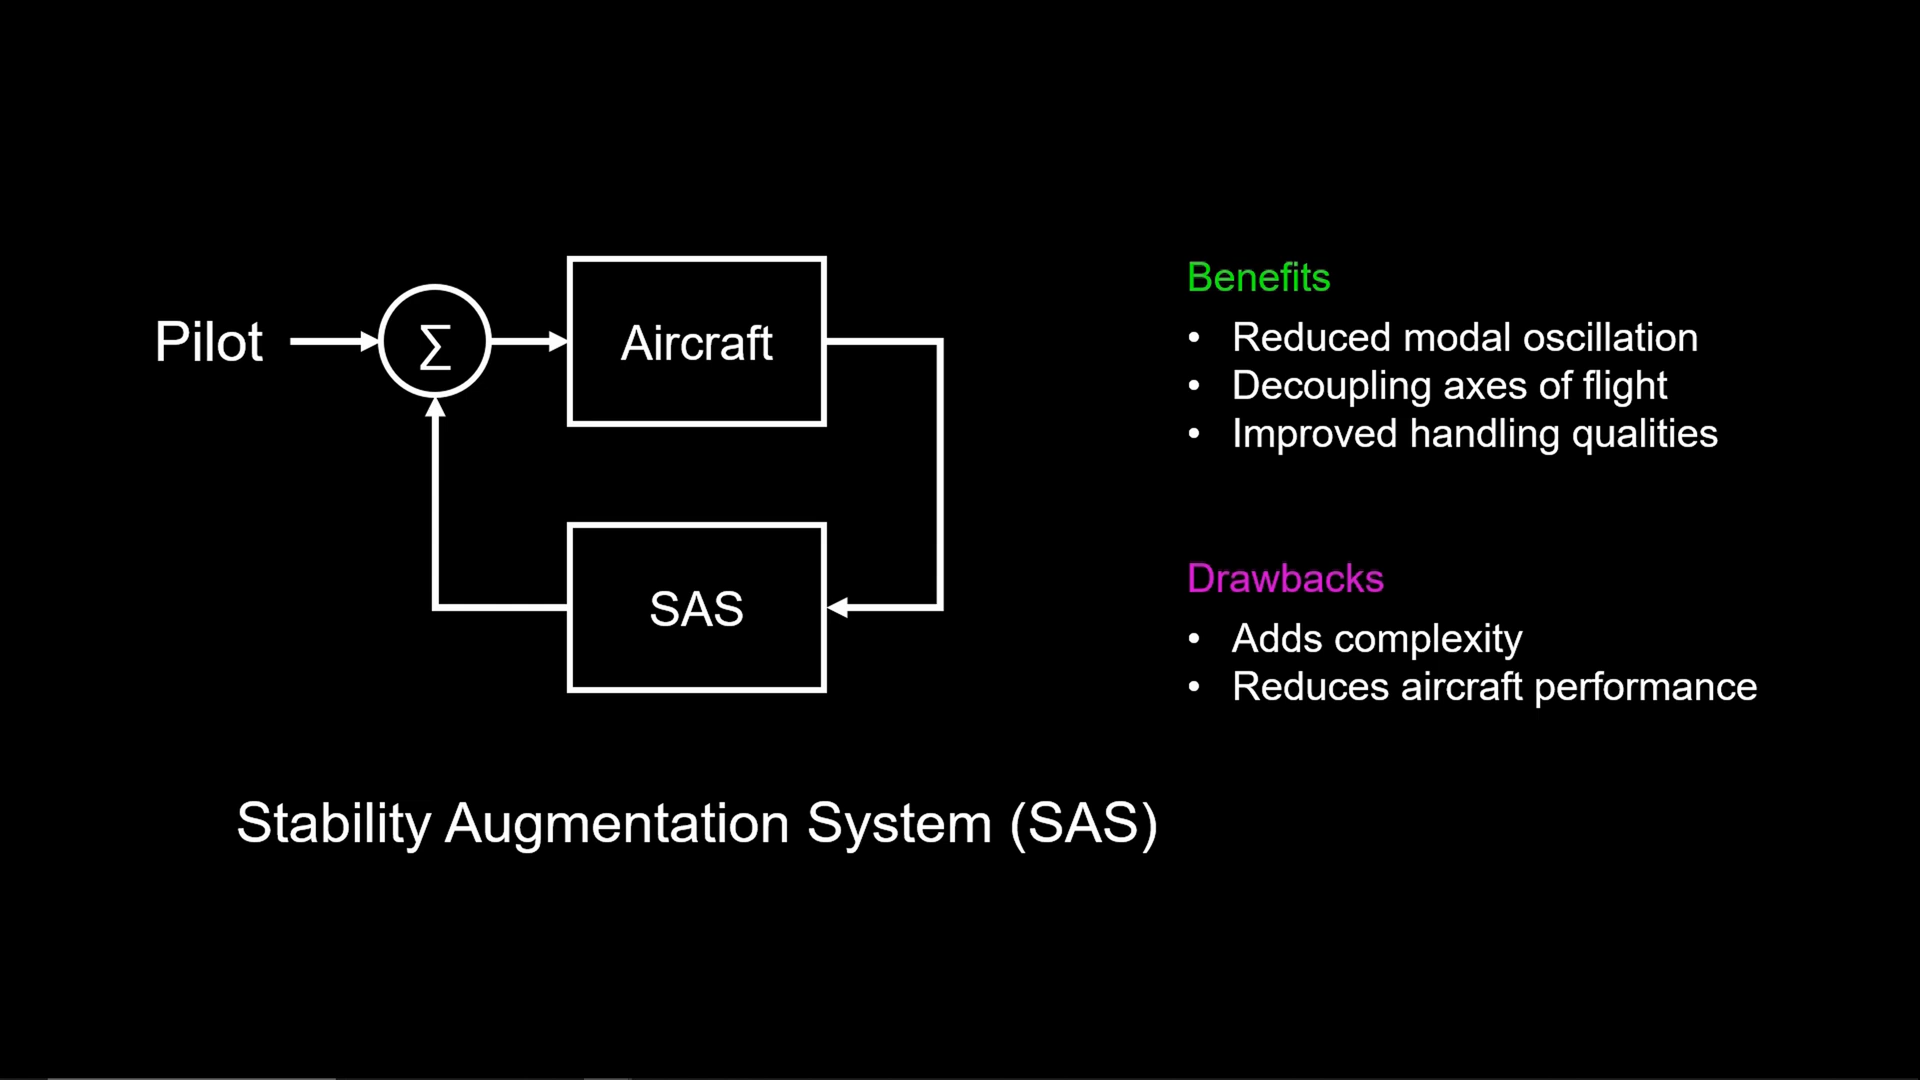 Pilot
∑
Aircraft
SAS
Stability Augmentation System (SAS)
Benefits
• Reduced modal oscillation
• Decoupling axes of flight
• Improved handling qualities
Drawbacks
• Adds complexity
• Reduces aircraft performance